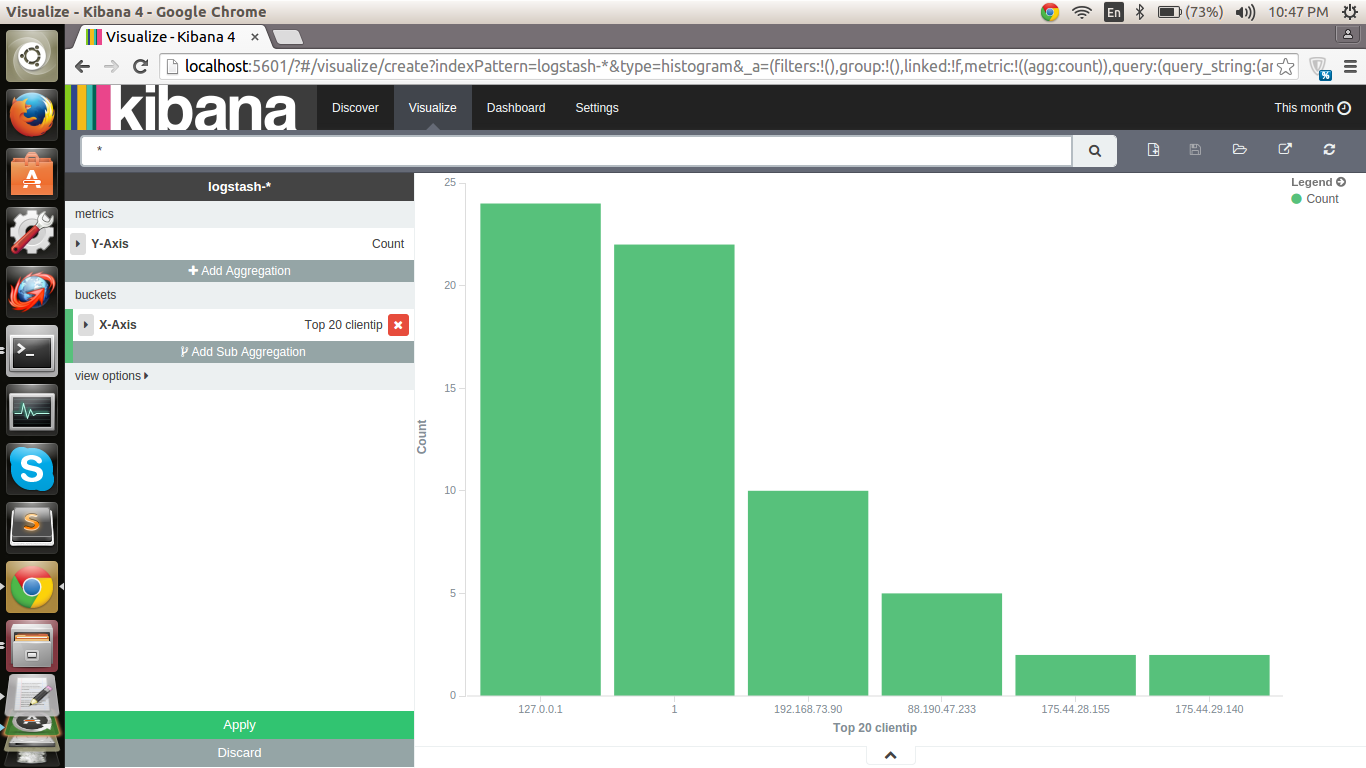 Visualize - Kibana 4 - Google Chrome
En (73%) 10:47 PM
Visualize - Kibana 4 ×
localhost:5601/?#/visualize/create?indexPattern=logstash-*&type=histogram&_a=(filters:!(),group:!(),linked:!f,metric:!((agg:count)),query:(query_string:(an
%
kibana Discover Visualize Dashboard Settings This month
*
logstash-*
metrics
Y-Axis Count
Add Aggregation
buckets
X-Axis Top 20 clientip
Add Sub Aggregation
view options
Apply
Discard
Legend
Count
25
20
15
10
5
0
Count
127.0.0.1 1 192.168.73.90 88.190.47.233 175.44.28.155 175.44.29.140
Top 20 clientip